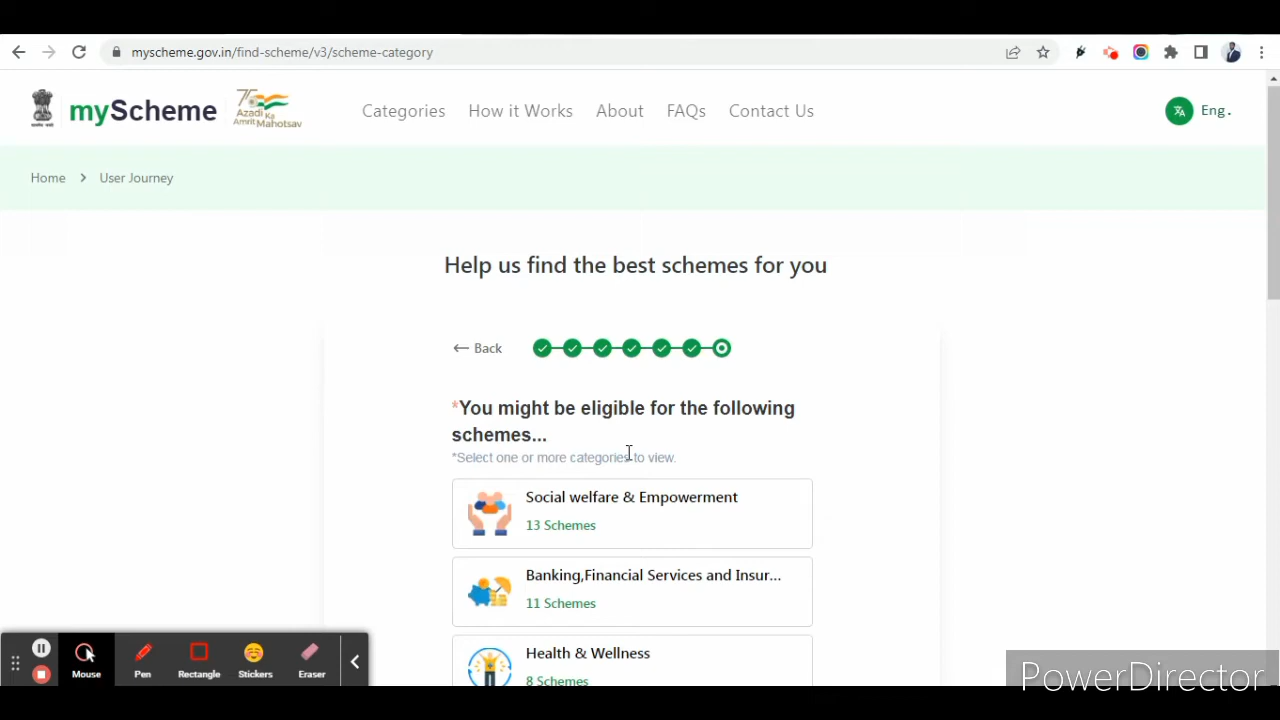 myscheme.gov.in/find-scheme/v3/scheme-category
myScheme
Azadi Ka Amrit Mahotsav
Categories
How it Works
About
FAQs
Contact Us
Eng.
Home > User Journey
Help us find the best schemes for you
← Back
*You might be eligible for the following
schemes...
*Select one or more categories to view.
Social welfare & Empowerment
13 Schemes
Banking,Financial Services and Insur...
11 Schemes
Health & Wellness
8 Schemes
Mouse
Pen
Rectangle
Stickers
Eraser
PowerDirector